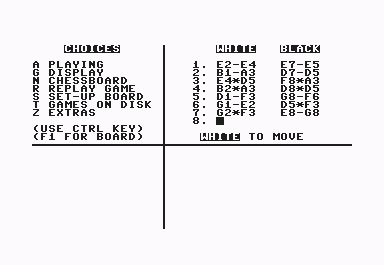 CHOICES
A PLAYING
G DISPLAY
N CHESSBOARD
R REPLAY GAME
S SET-UP BOARD
T GAMES ON DISK
Z EXTRAS
(USE CTRL KEY)
(F1 FOR BOARD)
WHITE BLACK
1. E2-E4 E7-E5
2. B1-A3 D7-D5
3. E4*D5 F8*A3
4. B2*A3 D8*D5
5. D1-F3 G8-F6
6. G1-E2 D5*F3
7. G2*F3 E8-G8
8.
WHITE TO MOVE